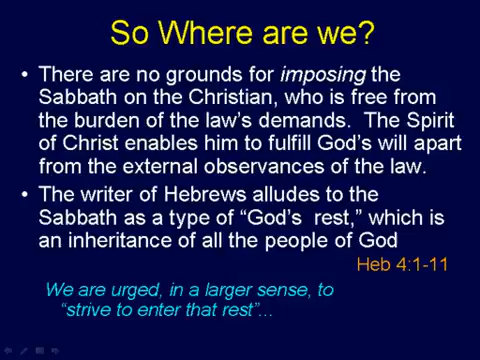 So Where are we?
• There are no grounds for imposing the
Sabbath on the Christian, who is free from
the burden of the law's demands. The Spirit
of Christ enables him to fulfill God's will apart
from the external observances of the law.
• The writer of Hebrews alludes to the
Sabbath as a type of “God's rest,” which is
an inheritance of all the people of God
Heb 4:1-11
We are urged, in a larger sense, to
“strive to enter that rest”...